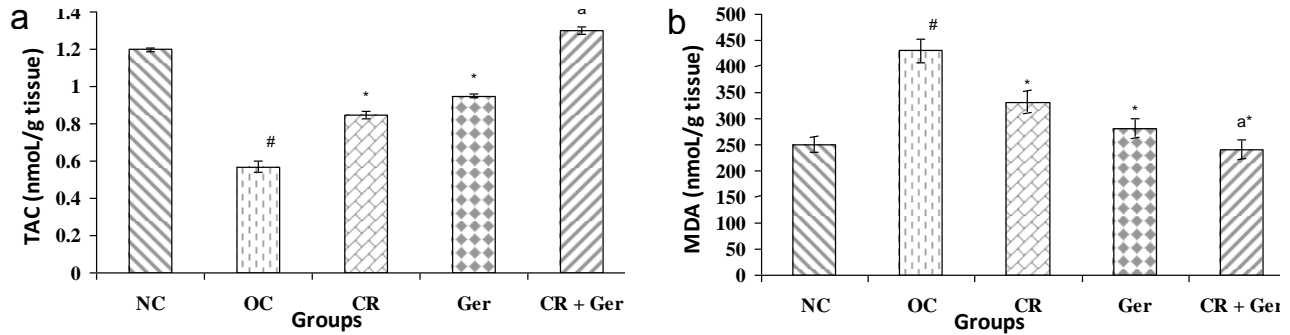 a
TAC (nmoL/g tissue)
1.4
1.2
1
0.8
0.6
0.4
0.2
0
#
*
*
a
NC OC CR Ger CR + Ger
Groups
b
MDA (nmoL/g tissue)
500
450
400
350
300
250
200
150
100
50
0
#
*
*
a*
NC OC CR Ger CR + Ger
Groups